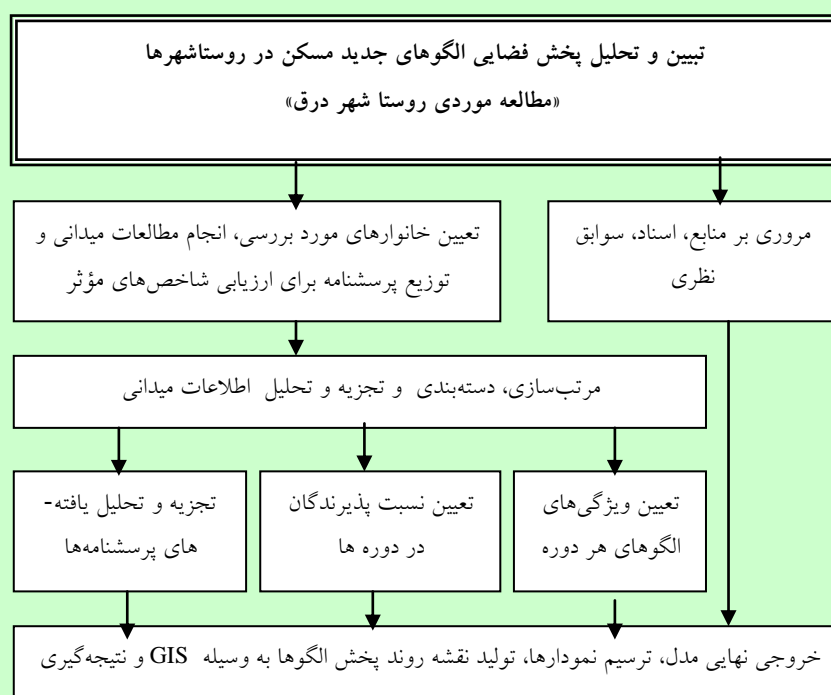 تبیین و تحلیل پخش فضایی الگوهای جدید مسکن در روستاشهرها
«مطالعه موردی روستا شهر درق»
مروری بر منابع، اسناد، سوابق
نظری
تعیین خانوارهای مورد بررسی، انجام مطالعات میدانی و
توزیع پرسشنامه برای ارزیابی شاخص‌های مؤثر
مرتب‌سازی، دسته‌بندی و تجزیه و تحلیل اطلاعات میدانی
تعیین ویژگی‌های
الگوهای هر دوره
تعیین نسبت پذیرندگان
در دوره ها
تجزیه و تحلیل یافته-
های پرسشنامه‌ها
خروجی نهایی مدل، ترسیم نمودارها، تولید نقشه روند پخش الگوها به وسیله GIS و نتیجه‌گیری